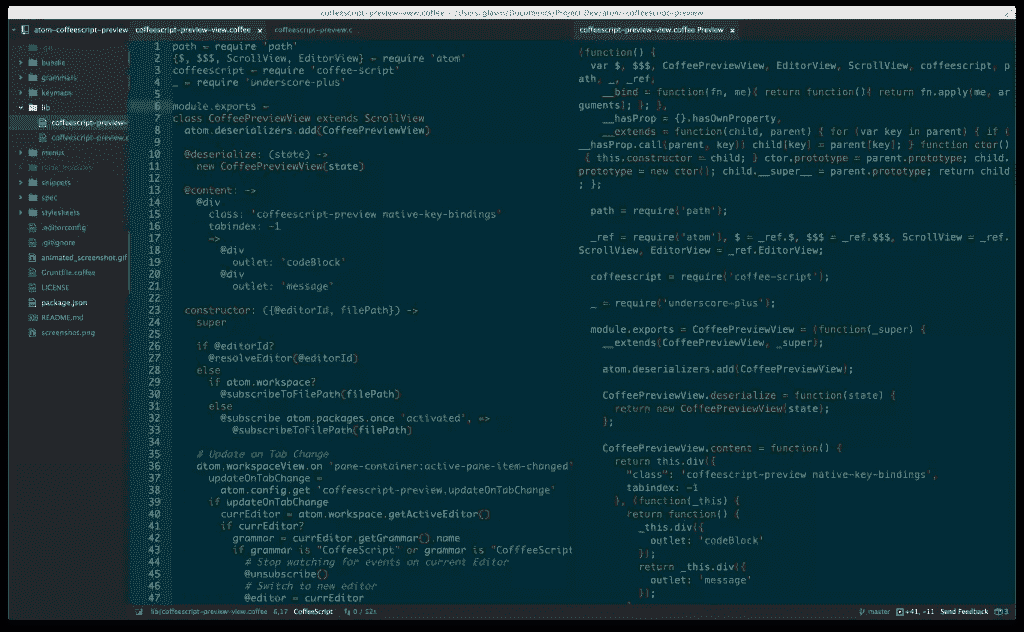 coffeescript-preview-view.coffee - /Users/glavin/Documents/Project Dev/atom-coffeescript-preview
atom-coffeescript-preview
coffeescript-preview-view.coffee
coffeescript-preview.c
coffeescript-preview-view.coffee Preview
.git
bundle
grammars
keymaps
lib
coffeescript-preview-
coffeescript-preview.c
menus
node_modules
snippets
spec
stylesheets
.editorconfig
.gitignore
animated_screenshot.gif
Gruntfile.coffee
LICENSE
package.json
README.md
screenshot.png
1 path = require 'path'
2 {$, $$$, ScrollView, EditorView} = require 'atom'
3 coffeescript = require 'coffee-script'
4 _ = require 'underscore-plus'
5
6 module.exports =
7 class CoffeePreviewView extends ScrollView
8 atom.deserializers.add(CoffeePreviewView)
9
10 @deserialize: (state) ->
11 new CoffeePreviewView(state)
12
13 @content: ->
14 @div
15 class: 'coffeescript-preview native-key-bindings'
16 tabindex: -1
17 =>
18 @div
19 outlet: 'codeBlock'
20 @div
21 outlet: 'message'
22
23 constructor: ({@editorId, filePath}) ->
24 super
25
26 if @editorId?
27 @resolveEditor(@editorId)
28 else
29 if atom.workspace?
30 @subscribeToFilePath(filePath)
31 else
32 @subscribe atom.packages.once 'activated', =>
33 @subscribeToFilePath(filePath)
34
35 # Update on Tab Change
36 atom.workspaceView.on 'pane-container:active-pane-item-changed'
37 updateOnTabChange =
38 atom.config.get 'coffeescript-preview.updateOnTabChange'
39 if updateOnTabChange
40 currEditor = atom.workspace.getActiveEditor()
41 if currEditor?
42 grammar = currEditor.getGrammar().name
43 if grammar is "CoffeeScript" or grammar is "CofffeeScript
44 # Stop watching for events on current Editor
45 @unsubscribe()
46 # Switch to new editor
47 @editor = currEditor
(function() {
var $, $$$, CoffeePreviewView, EditorView, ScrollView, coffeescript, p
ath, _, _ref,
__bind = function(fn, me){ return function(){ return fn.apply(me, ar
guments); }; },
__hasProp = {}.hasOwnProperty,
__extends = function(child, parent) { for (var key in parent) { if (
__hasProp.call(parent, key)) child[key] = parent[key]; } function ctor()
{ this.constructor = child; } ctor.prototype = parent.prototype; child.
prototype = new ctor(); child.__super__ = parent.prototype; return child
; };
path = require('path');
_ref = require('atom'), $ = _ref.$, $$$ = _ref.$$$, ScrollView = _ref.
ScrollView, EditorView = _ref.EditorView;
coffeescript = require('coffee-script');
_ = require('underscore-plus');
module.exports = CoffeePreviewView = (function(_super) {
__extends(CoffeePreviewView, _super);
atom.deserializers.add(CoffeePreviewView);
CoffeePreviewView.deserialize = function(state) {
return new CoffeePreviewView(state);
};
CoffeePreviewView.content = function() {
return this.div({
"class": 'coffeescript-preview native-key-bindings',
tabindex: -1
}, (function(_this) {
return function() {
_this.div({
outlet: 'codeBlock'
});
return _this.div({
outlet: 'message'
});
lib/coffeescript-preview-view.coffee 6,17 CoffeeScript
master +41, -11 Send Feedback 3